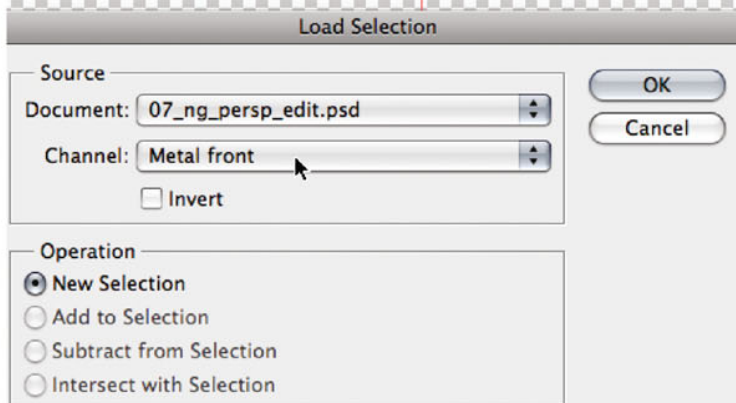 Load Selection
Source
Document: 07_ng_persp_edit.psd
Channel: Metal front
Invert
OK
Cancel
Operation
New Selection
Add to Selection
Subtract from Selection
Intersect with Selection